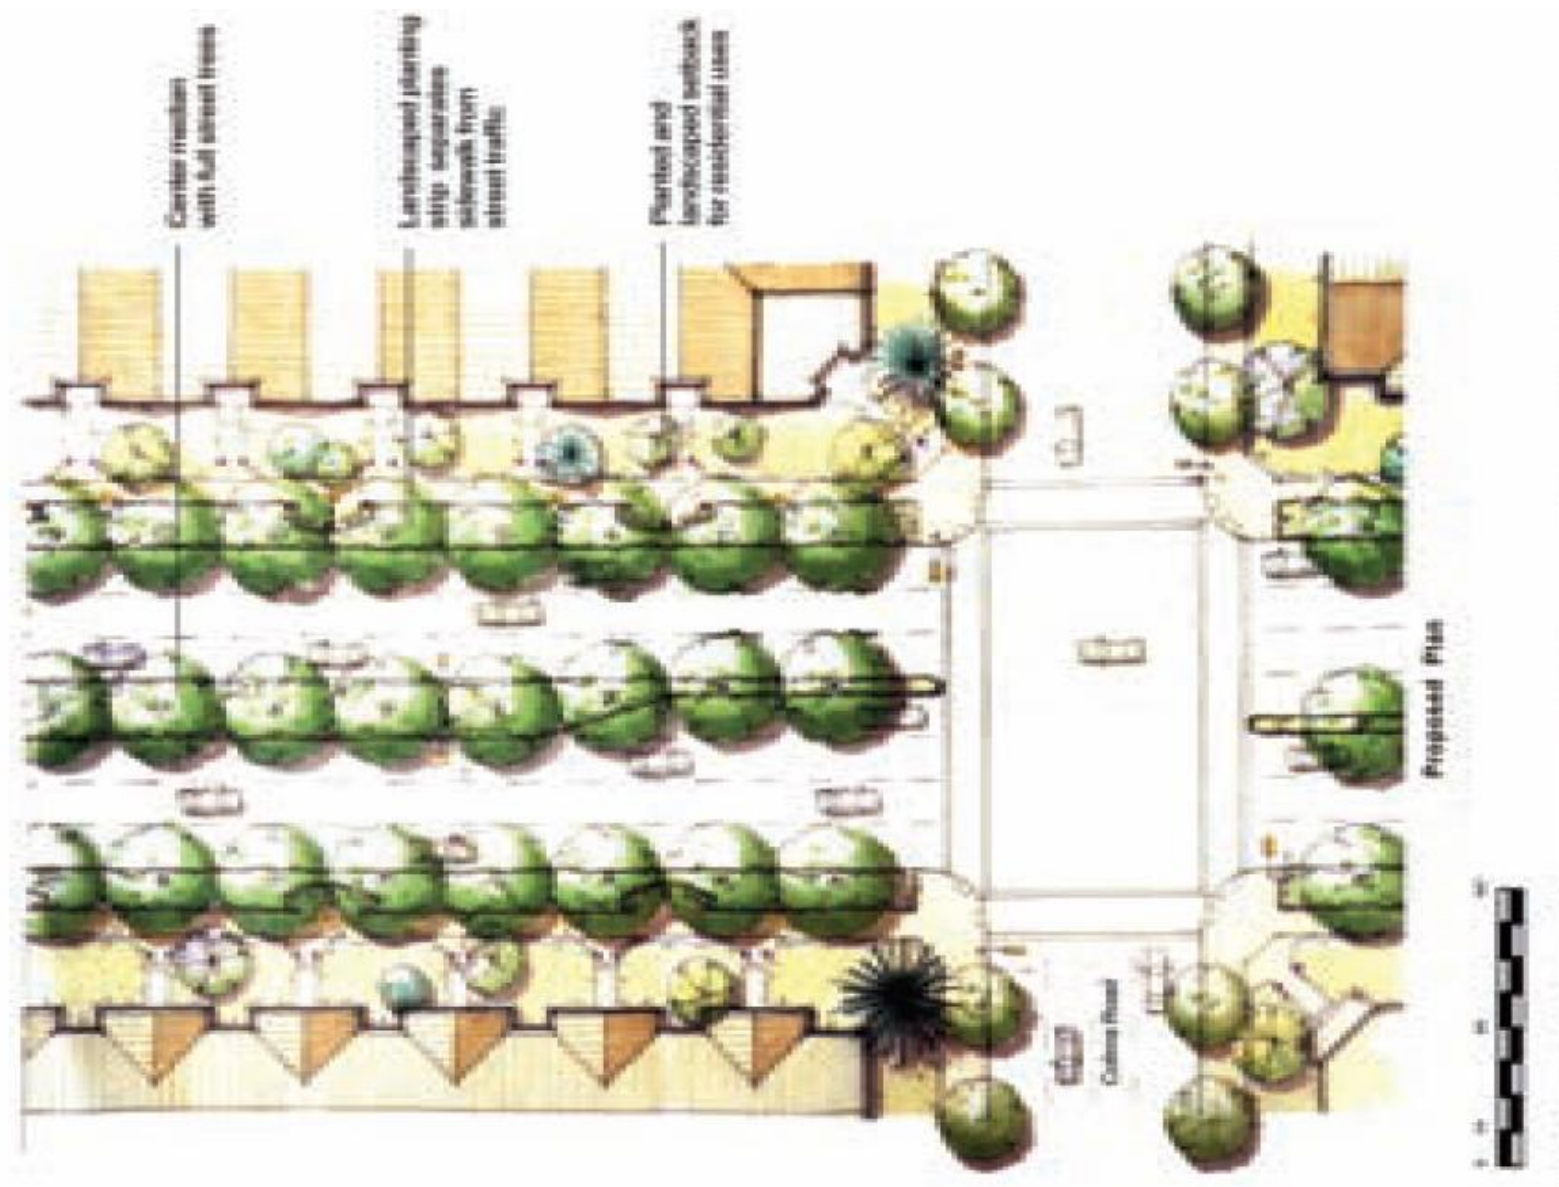 Center median
with full street trees
Landscaped planting
strip separates
sidewalk from
street traffic
Planted and
landscaped setback
for residential uses
Proposed Plan
Road